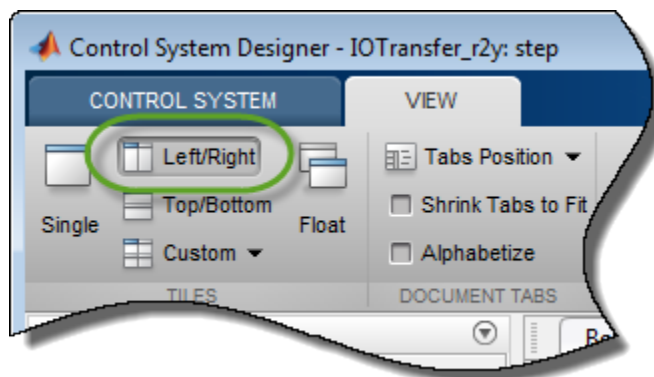 Control System Designer - IOTransfer_r2y: step
CONTROL SYSTEM
VIEW
Single
Left/Right
Top/Bottom
Custom
Float
TILES
Tabs Position
Shrink Tabs to Fit
Alphabetize
DOCUMENT TABS